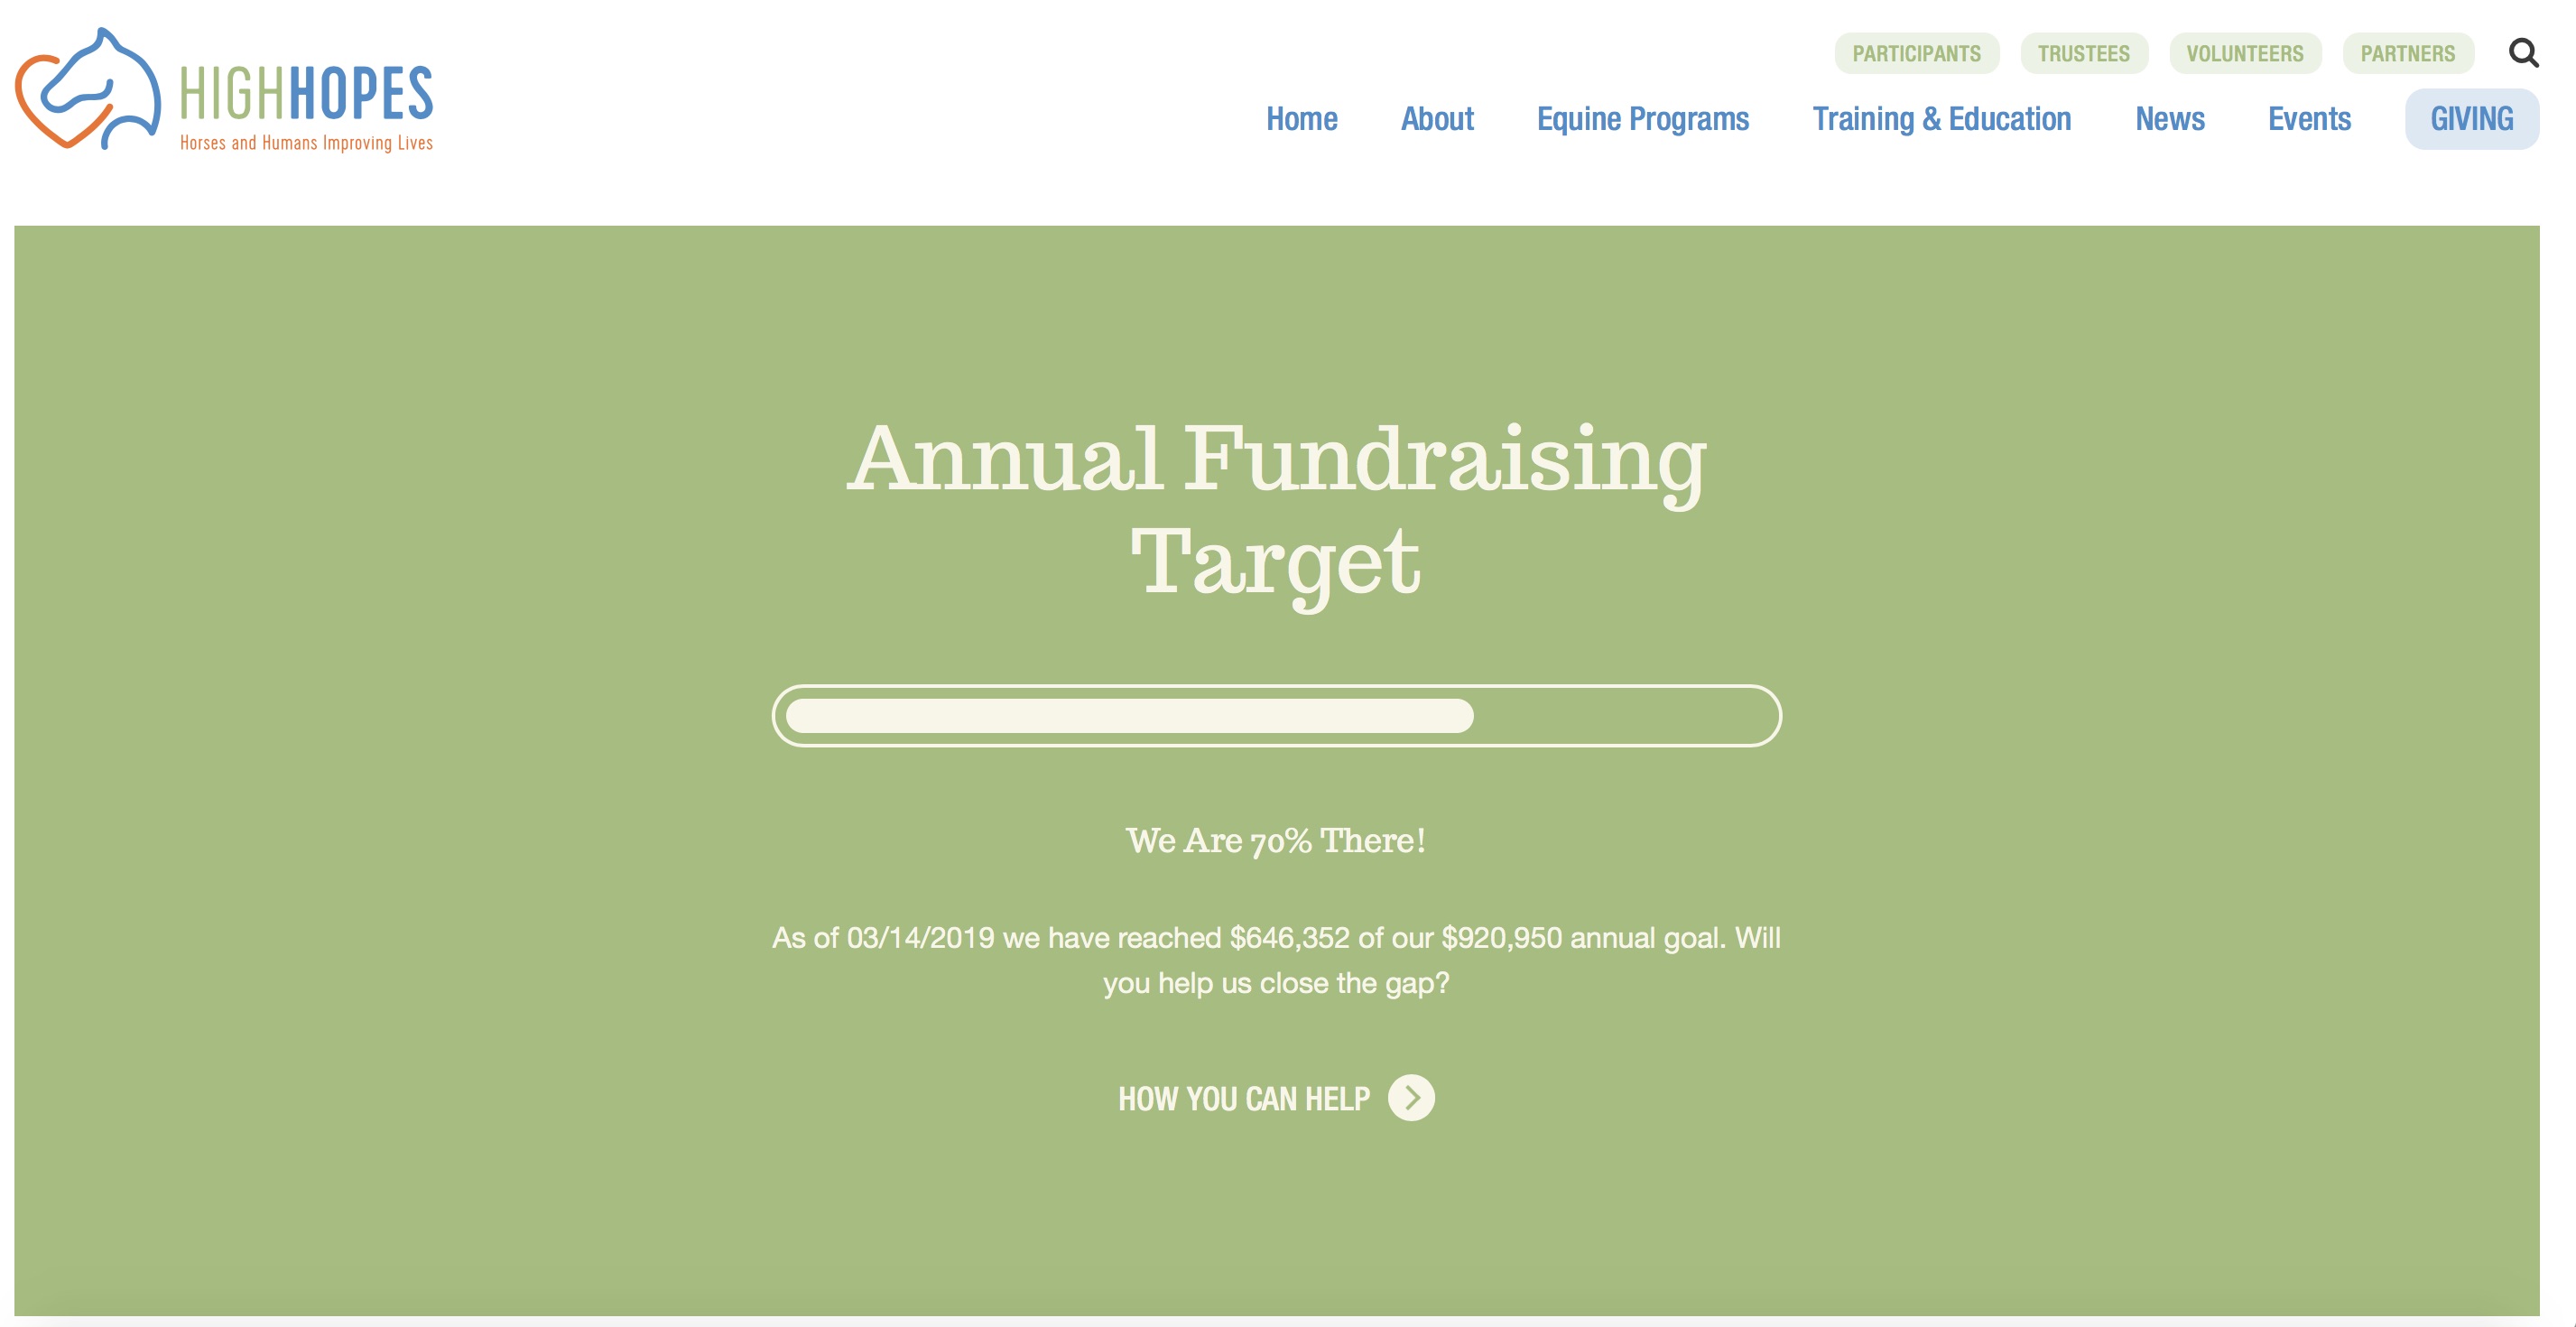 HIGHHOPES
Horses and Humans Improving Lives
PARTICIPANTS TRUSTEES VOLUNTEERS PARTNERS
Home About Equine Programs Training & Education News Events GIVING
Annual Fundraising
Target
We Are 70% There!
As of 03/14/2019 we have reached $646,352 of our $920,950 annual goal. Will
you help us close the gap?
HOW YOU CAN HELP